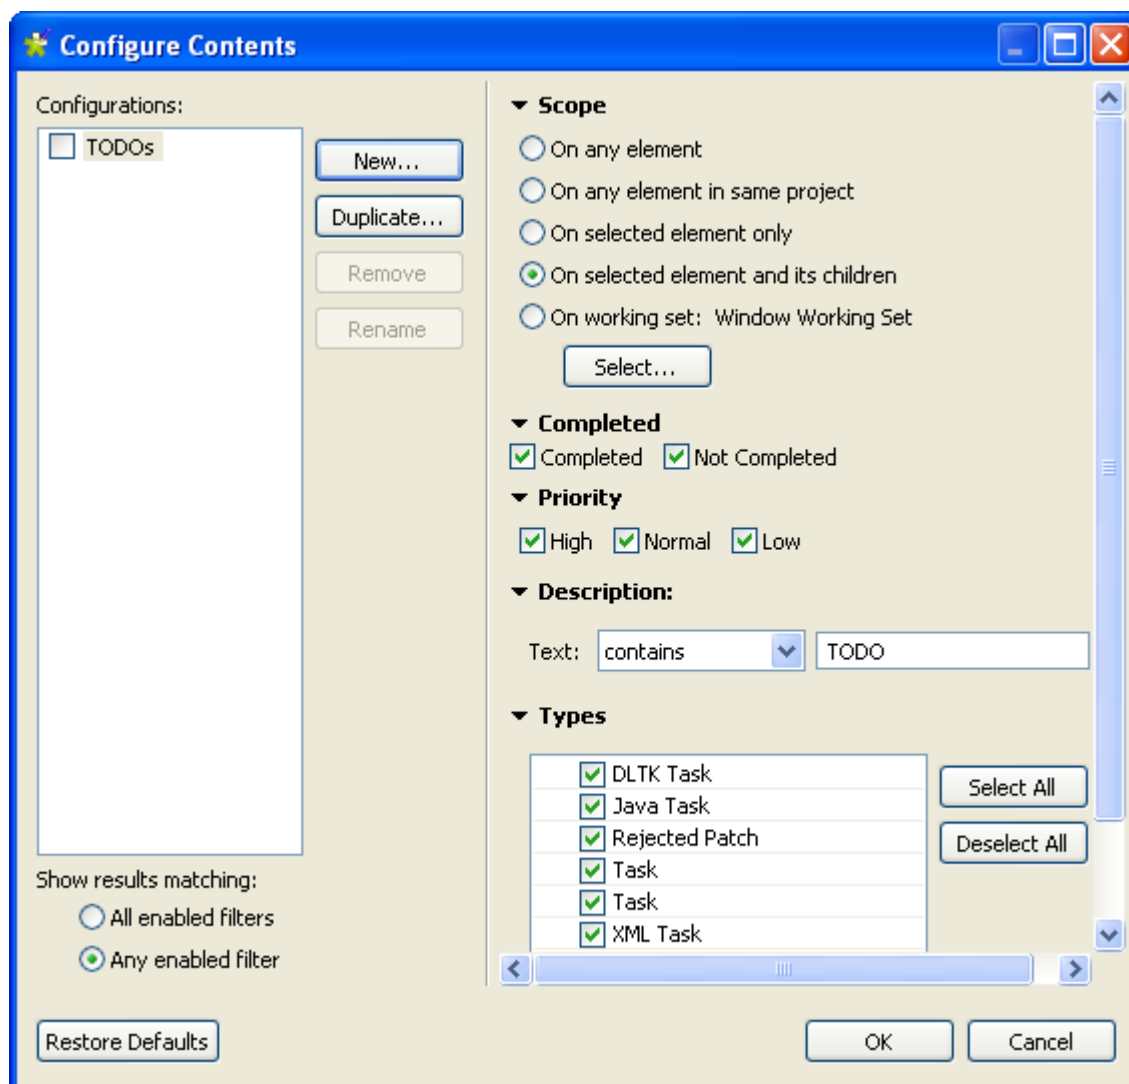 Configure Contents
Configurations:
TODOs
New...
Duplicate...
Remove
Rename
Show results matching:
All enabled filters
Any enabled filter
Scope
On any element
On any element in same project
On selected element only
On selected element and its children
On working set: Window Working Set
Select...
Completed
Completed Not Completed
Priority
High Normal Low
Description:
Text: contains TODO
Types
DLTK Task
Java Task
Rejected Patch
Task
Task
XML Task
Select All
Deselect All
Restore Defaults
OK
Cancel